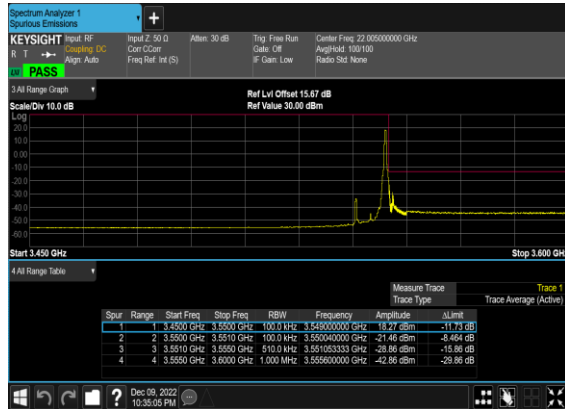 Spectrum Analyzer 1
Spurious Emissions
+
KEYSIGHT
R T
LXI PASS
Input: RF
Coupling: DC
Align: Auto
Input Z: 50 Ω
Corr CCorr
Freq Ref: Int (S)
Atten: 30 dB
Trig: Free Run
Gate: Off
IF Gain: Low
Center Freq: 22.005000000 GHz
Avg|Hold: 100/100
Radio Std: None
3 All Range Graph
Scale/Div 10.0 dB
Ref Lvl Offset 15.67 dB
Ref Value 30.00 dBm
Log
20.0
10.0
0.00
-10.0
-20.0
-30.0
-40.0
-50.0
-60.0
Start 3.450 GHz
Stop 3.600 GH
4 All Range Table
Measure Trace Trace 1
Trace Type Trace Average (Active)
Spur Range Start Freq Stop Freq RBW Frequency Amplitude ΔLimit
1 1 3.4500 GHz 3.5500 GHz 100.0 kHz 3.549000000 GHz 18.27 dBm -11.73 dB
2 2 3.5500 GHz 3.5510 GHz 100.0 kHz 3.550040000 GHz -21.46 dBm -8.464 dB
3 3 3.5510 GHz 3.5550 GHz 510.0 kHz 3.551053333 GHz -28.86 dBm -15.86 dB
4 4 3.5550 GHz 3.6000 GHz 1.000 MHz 3.555600000 GHz -42.86 dBm -29.86 dB
?
Dec 09, 2022
10:35:05 PM